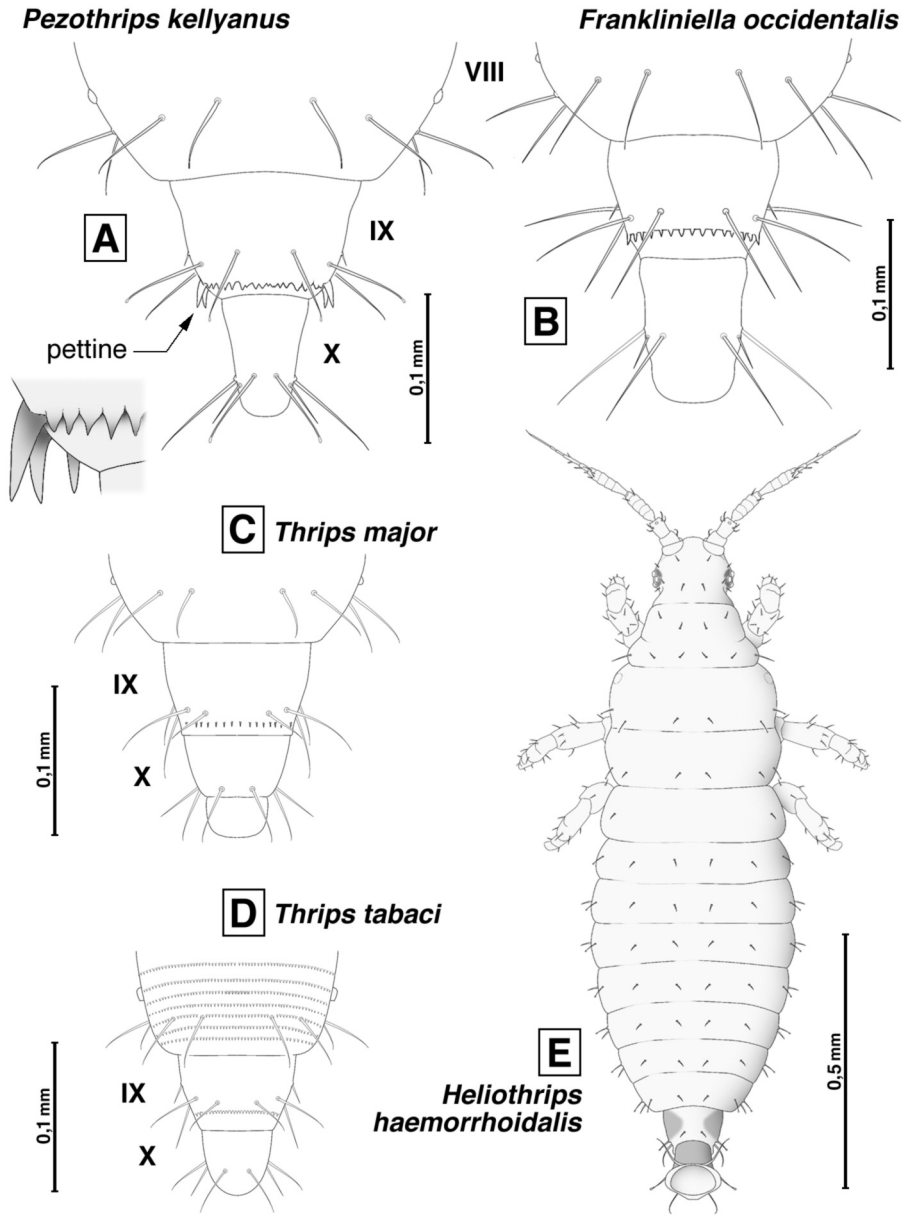 Pezothrips kellyanus
Frankliniella occidentalis
VIII
A
IX
B
pettine
X
0,1 mm
0,1 mm
C Thrips major
IX
X
0,1 mm
D Thrips tabaci
IX
X
0,1 mm
E
Heliothrips
haemorrhoidalis
0,5 mm